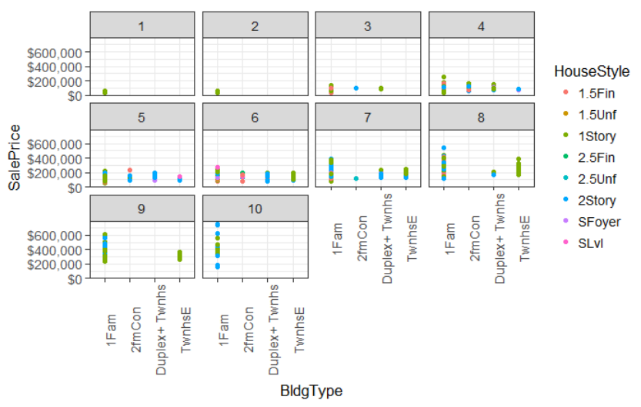 1
2
3
4
$600,000
$400,000
$200,000
$0
5
6
7
8
$600,000
$400,000
$200,000
$0
9
10
$600,000
$400,000
$200,000
$0
SalePrice
1Fam
2fmCon
Duplex+ Twnhs
TwnhsE
1Fam
2fmCon
Duplex+ Twnhs
TwnhsE
1Fam
2fmCon
Duplex+ Twnhs
TwnhsE
1Fam
2fmCon
Duplex+ Twnhs
TwnhsE
BldgType
HouseStyle
1.5Fin
1.5Unf
1Story
2.5Fin
2.5Unf
2Story
SFoyer
SLvl